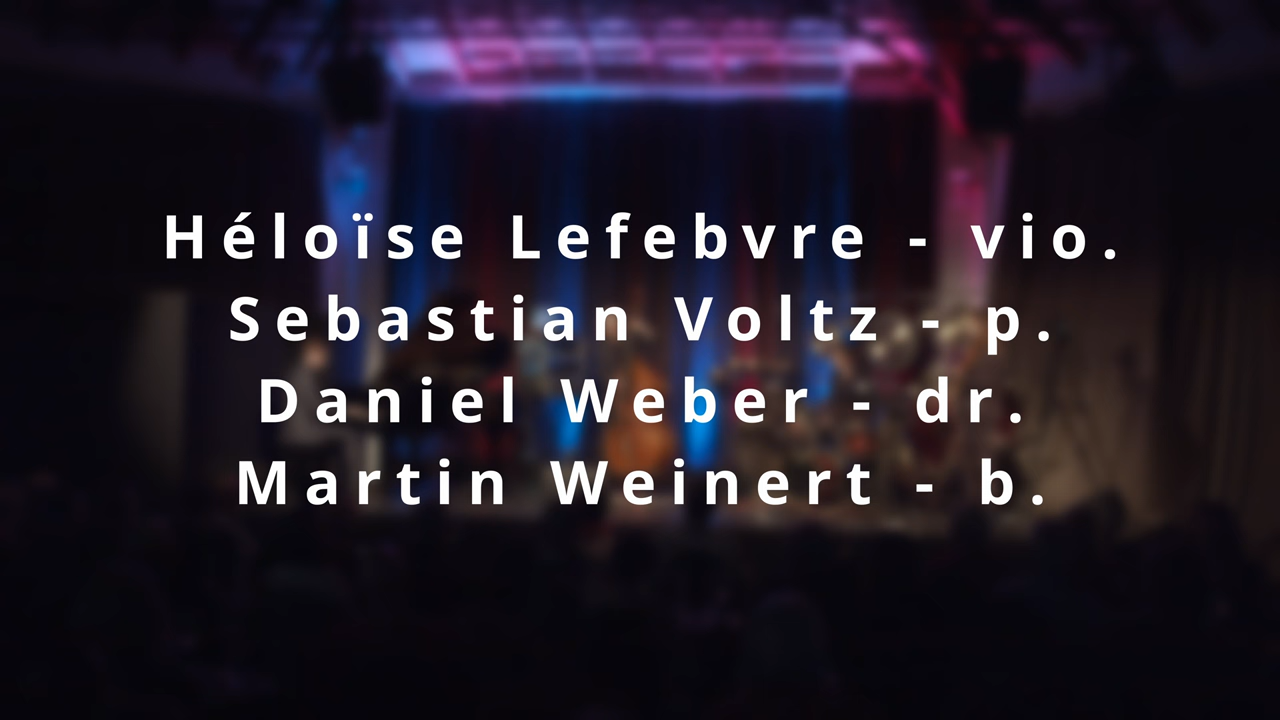 Héloïse Lefebvre - vio.
Sebastian Voltz - p.
Daniel Weber - dr.
Martin Weinert - b.